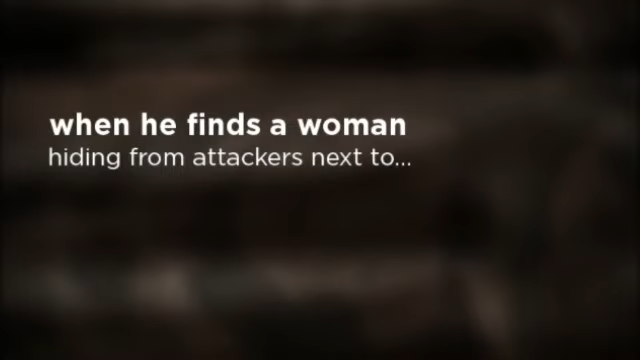 when he finds a woman
hiding from attackers next to...